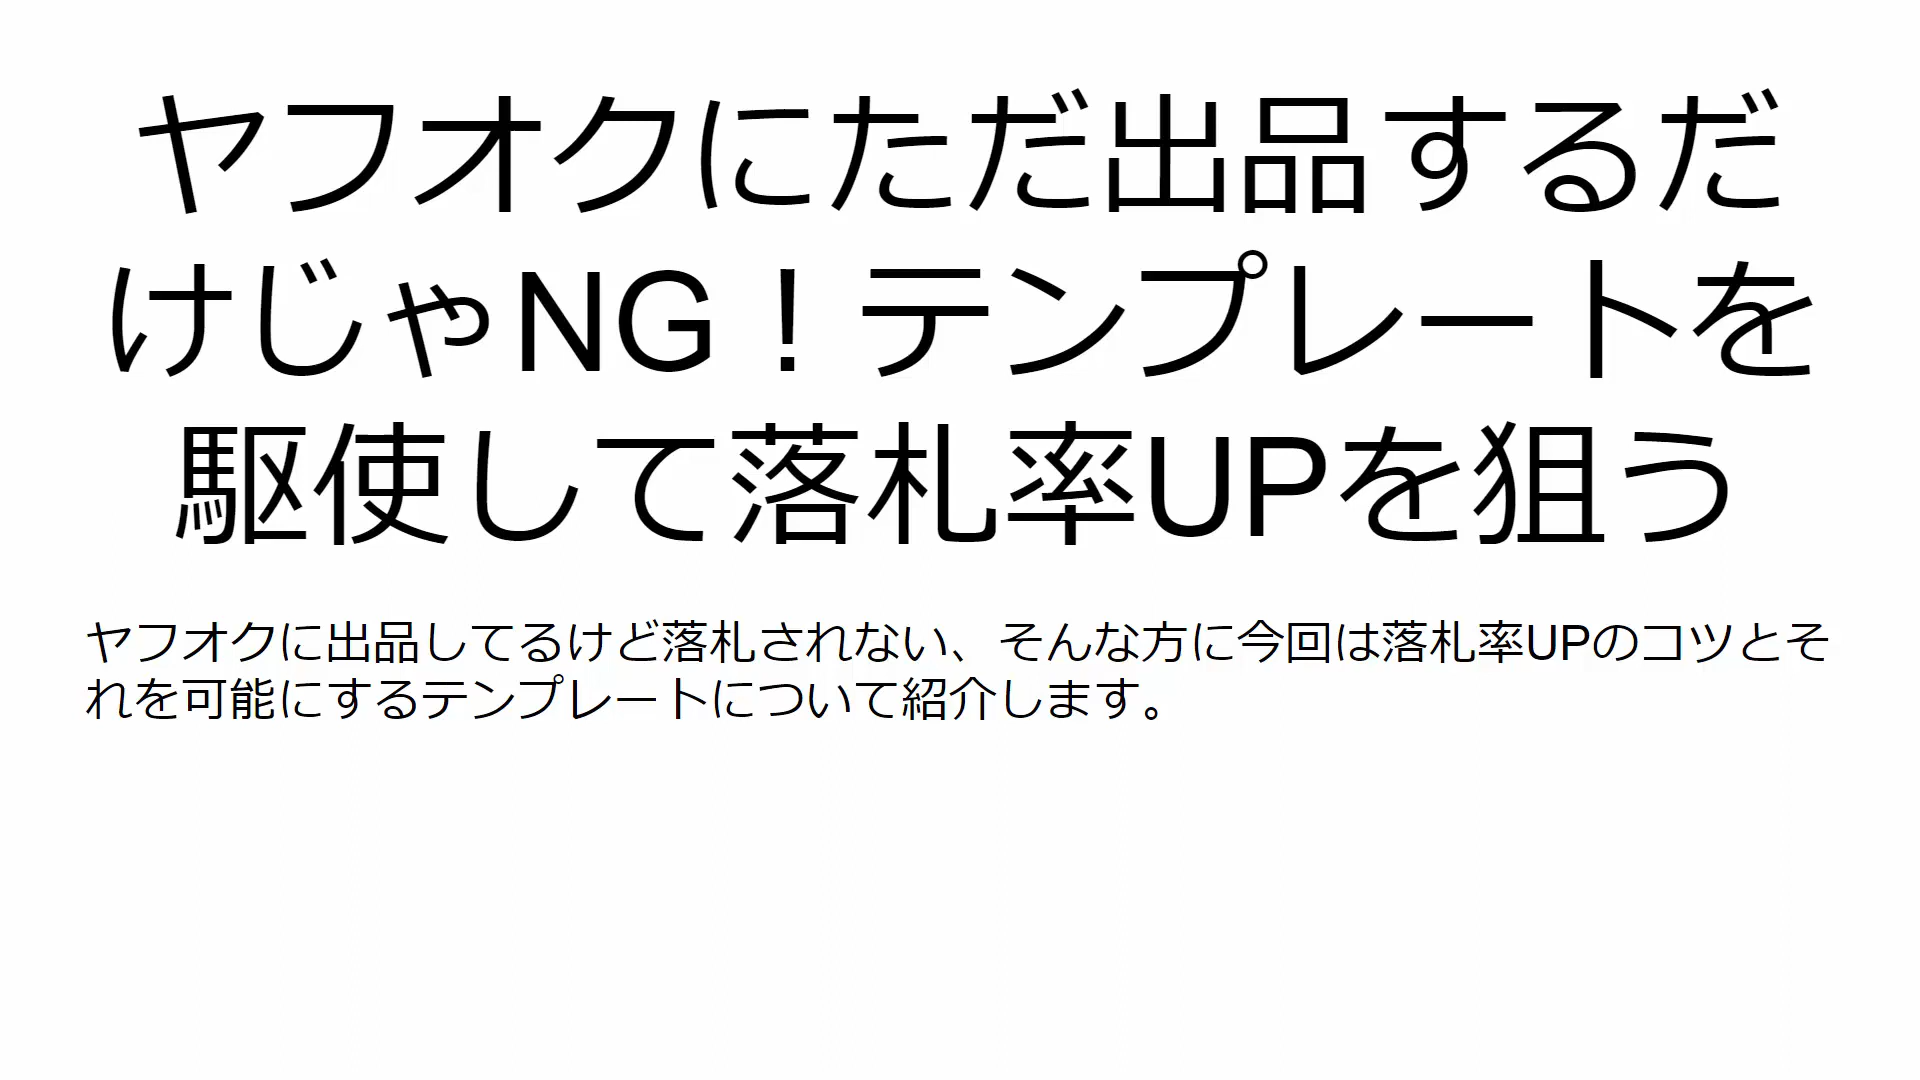 ヤフオクにただ出品するだ
けじゃNG！テンプレートを
駆使して落札率UPを狙う
ヤフオクに出品してるけど落札されない、そんな方に今回は落札率UPのコツとそ
れを可能にするテンプレートについて紹介します。